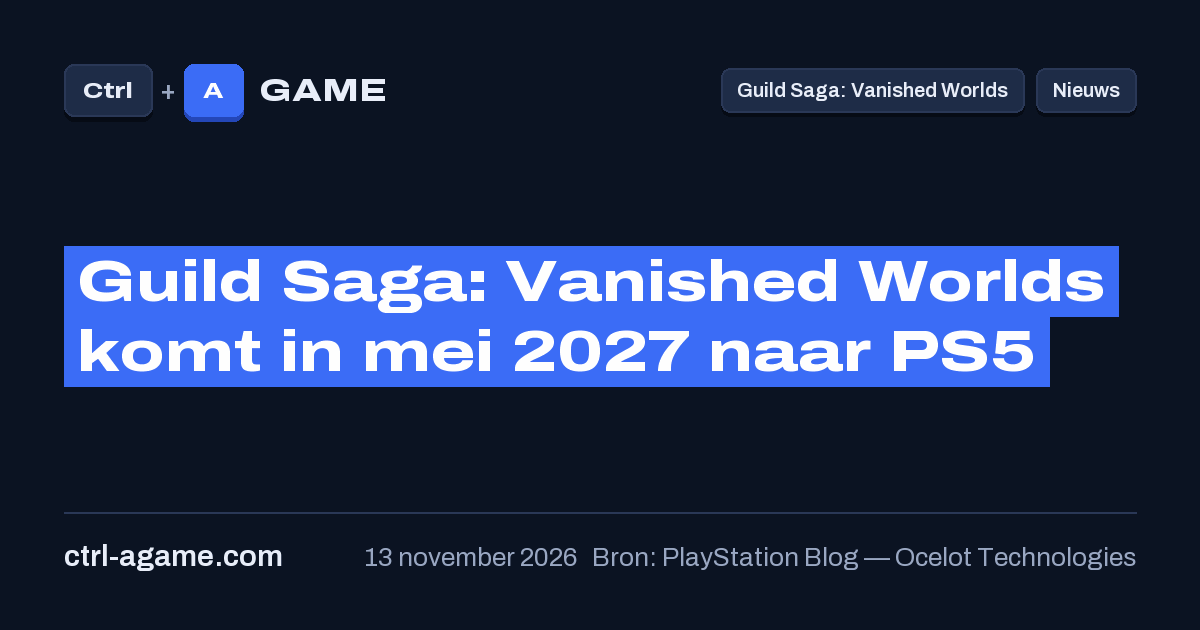 Ctrl + A GAME
Guild Saga: Vanished Worlds
Nieuws
Guild Saga: Vanished Worlds
komt in mei 2027 naar PS5
ctrl-agame.com
13 november 2026 Bron: PlayStation Blog — Ocelot Technologies